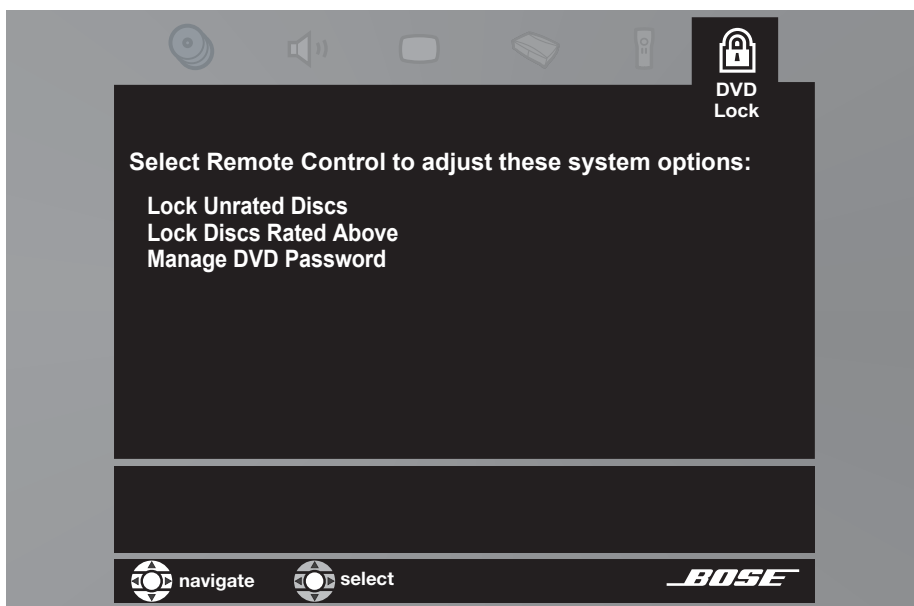 DVD
Lock
Select Remote Control to adjust these system options:
Lock Unrated Discs
Lock Discs Rated Above
Manage DVD Password
navigate select BOSE